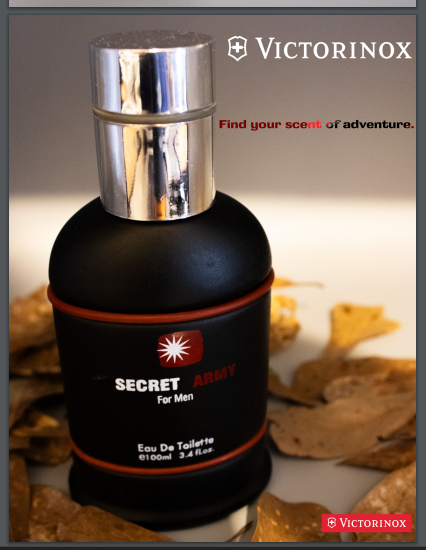 VICTORINOX
Find your scent of adventure.
SECRET ARMY
For Men
Eau De Toilette
e100ml 3.4 fl.oz.
VICTORINOX